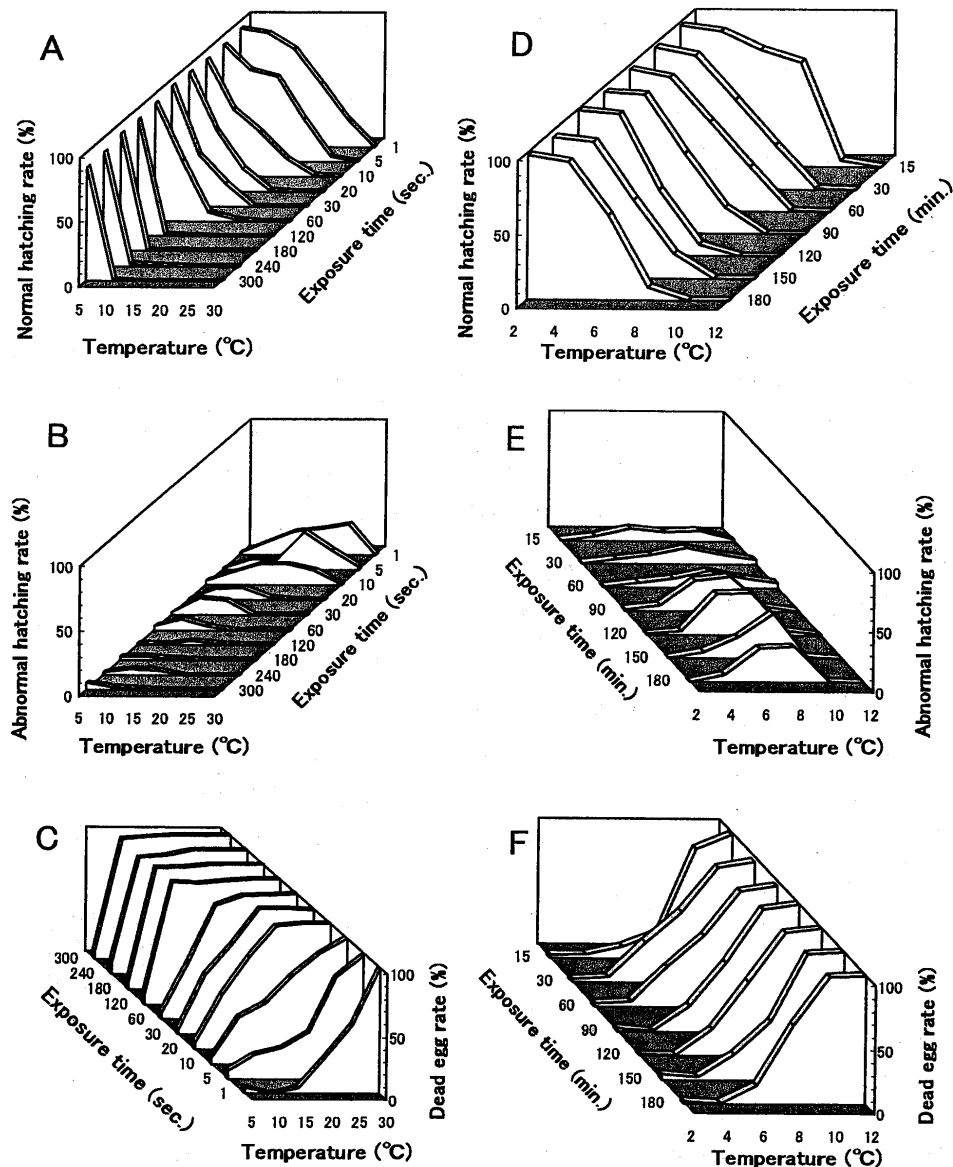 A
Normal hatching rate (%)
100
50
0
5 10 15 20 25 30
Temperature (°C)
300
240
180
120
60
30
20
10
5
1
Exposure time (sec.)
D
Normal hatching rate (%)
100
50
0
2 4 6 8 10 12
Temperature (°C)
180
150
120
90
60
30
15
Exposure time (min.)
B
Abnormal hatching rate (%)
100
50
0
5 10 15 20 25 30
Temperature (°C)
300
240
180
120
60
30
20
10
5
1
Exposure time (sec.)
E
15
30
60
90
120
150
180
Exposure time (min.)
2 4 6 8 10 12
Temperature (°C)
100
50
0
Abnormal hatching rate (%)
C
300
240
180
120
60
30
20
10
5
1
Exposure time (sec.)
5 10 15 20 25 30
Temperature (°C)
100
50
0
Dead egg rate (%)
F
15
30
60
90
120
150
180
Exposure time (min.)
2 4 6 8 10 12
Temperature (°C)
100
50
0
Dead egg rate (%)